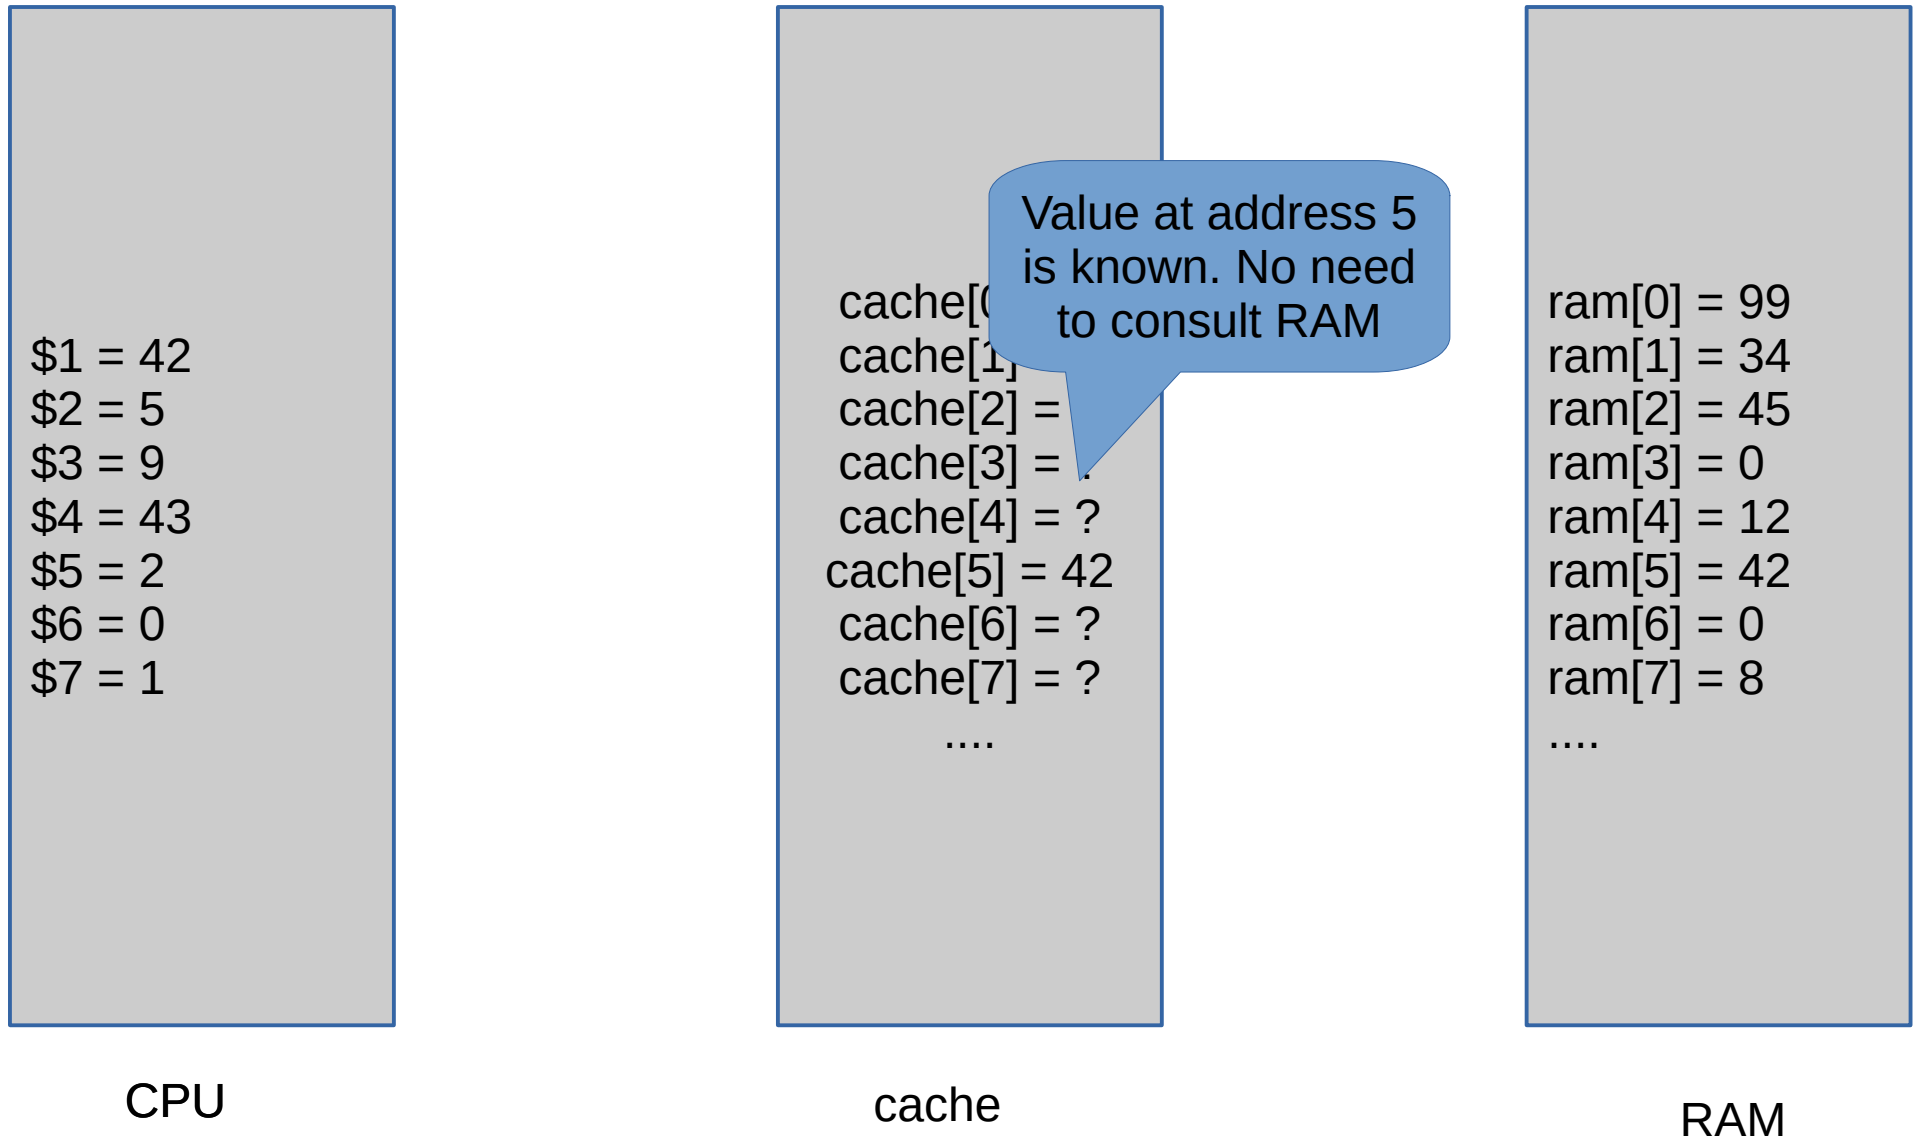 $1 = 42
$2 = 5
$3 = 9
$4 = 43
$5 = 2
$6 = 0
$7 = 1
CPU
Value at address 5
is known. No need
to consult RAM
cache[
cache[1]
cache[2] =
cache[3] =
cache[4] = ?
cache[5] = 42
cache[6] = ?
cache[7] = ?
....
cache
ram[0] = 99
ram[1] = 34
ram[2] = 45
ram[3] = 0
ram[4] = 12
ram[5] = 42
ram[6] = 0
ram[7] = 8
....
RAM